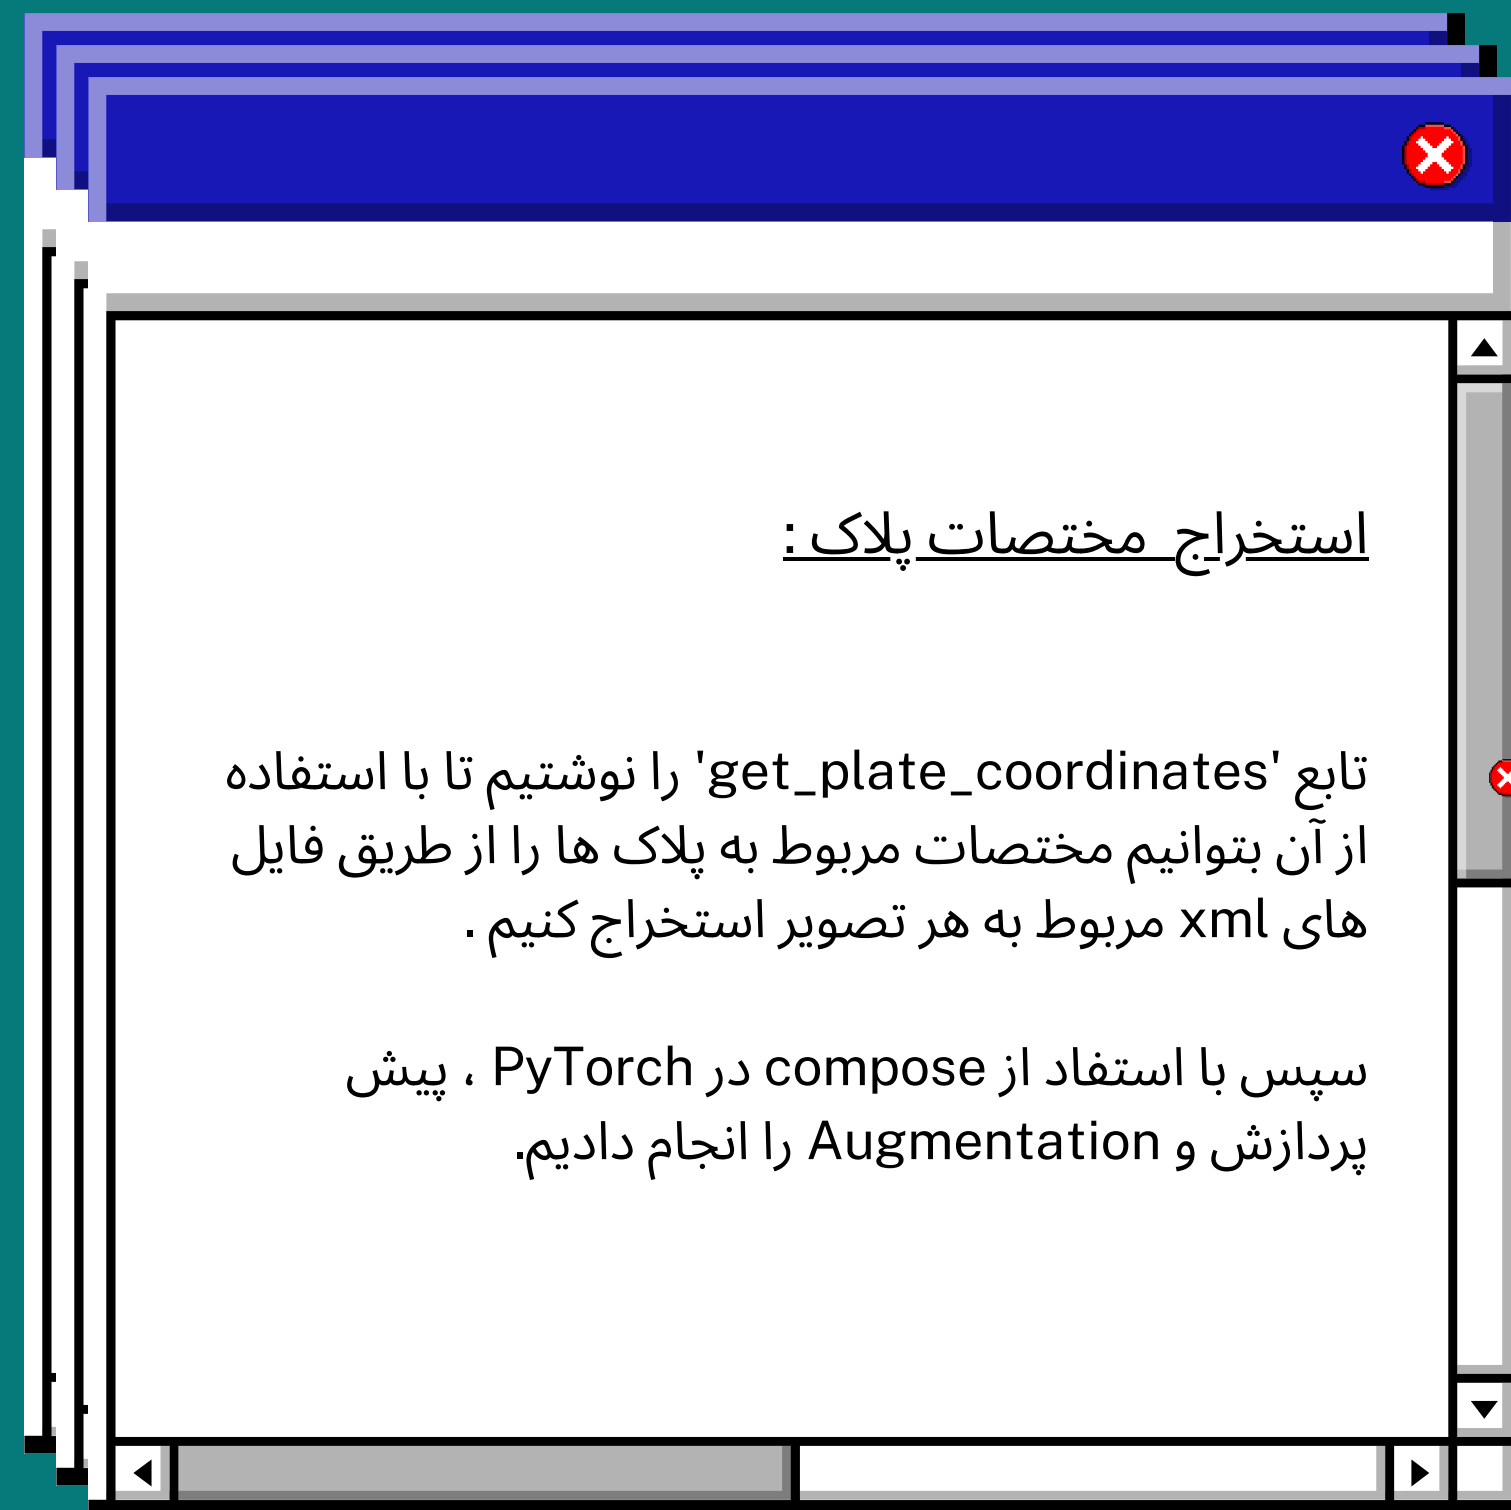 استخراج مختصات پلاک :
تابع 'get_plate_coordinates' را نوشتیم تا با استفاده
از آن بتوانیم مختصات مربوط به پلاک ها را از طریق فایل
های xml مربوط به هر تصویر استخراج کنیم .
سپس با استفاد از compose در PyTorch ، پیش
پردازش و Augmentation را انجام دادیم.